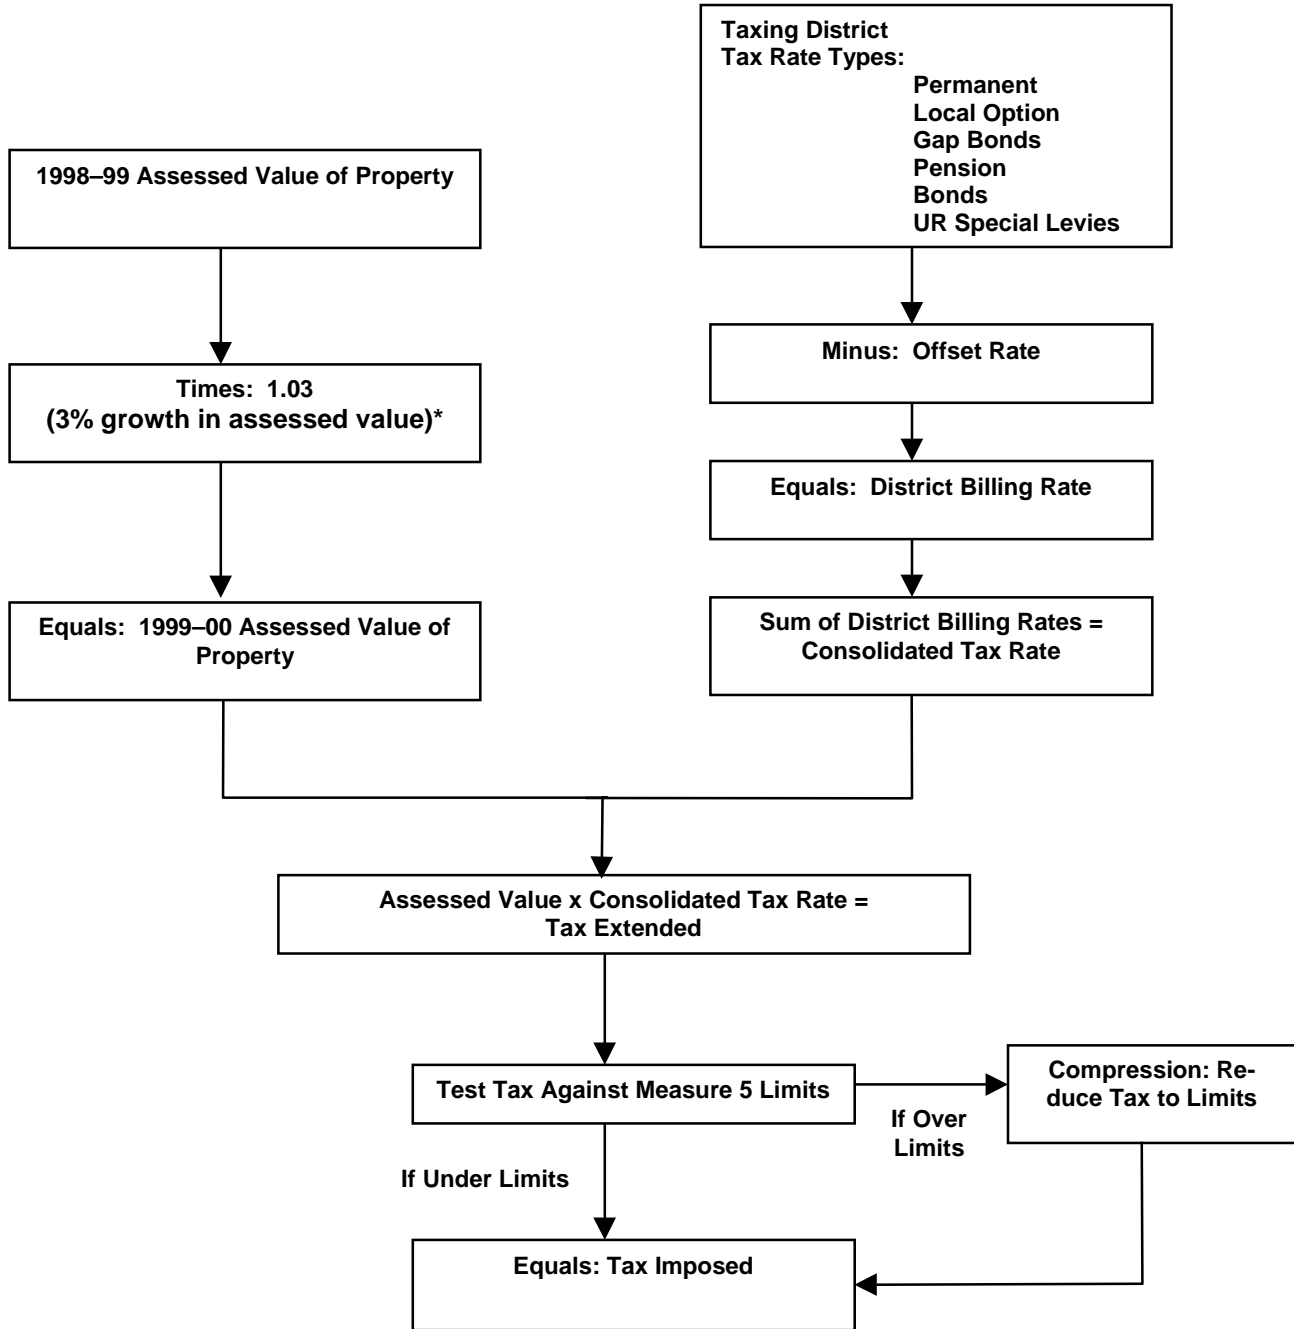 Taxing District
Tax Rate Types:
Permanent
Local Option
Gap Bonds
Pension
Bonds
UR Special Levies
1998–99 Assessed Value of Property
Minus:  Offset Rate
Times:  1.03
(3% growth in assessed value)*
Equals:  District Billing Rate
Equals:  1999–00 Assessed Value of
Property
Sum of District Billing Rates =
Consolidated Tax Rate
Assessed Value x Consolidated Tax Rate =
Tax Extended
Test Tax Against Measure 5 Limits
If Over
Limits
Compression: Re-
duce Tax to Limits
If Under Limits
Equals: Tax Imposed